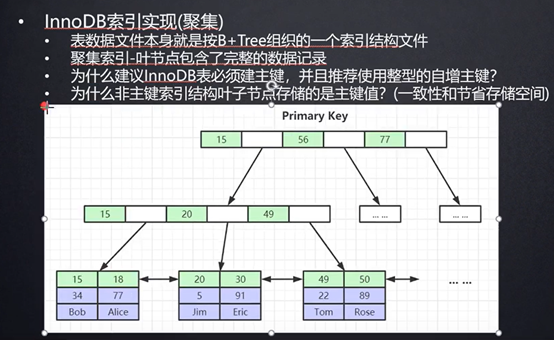 InnoDB索引实现(聚集)
表数据文件本身就是按B+Tree组织的一个索引结构文件
聚集索引-叶节点包含了完整的数据记录
为什么建议InnoDB表必须建主键，并且推荐使用整型的自增主键？
为什么非主键索引结构叶子节点存储的是主键值？(一致性和节省存储空间)
Primary Key
15 56 77
15 20 49 ... ... ... ...
15 18 20 30 49 50 ... ...
34 77 5 91 22 89
Bob Alice Jim Eric Tom Rose